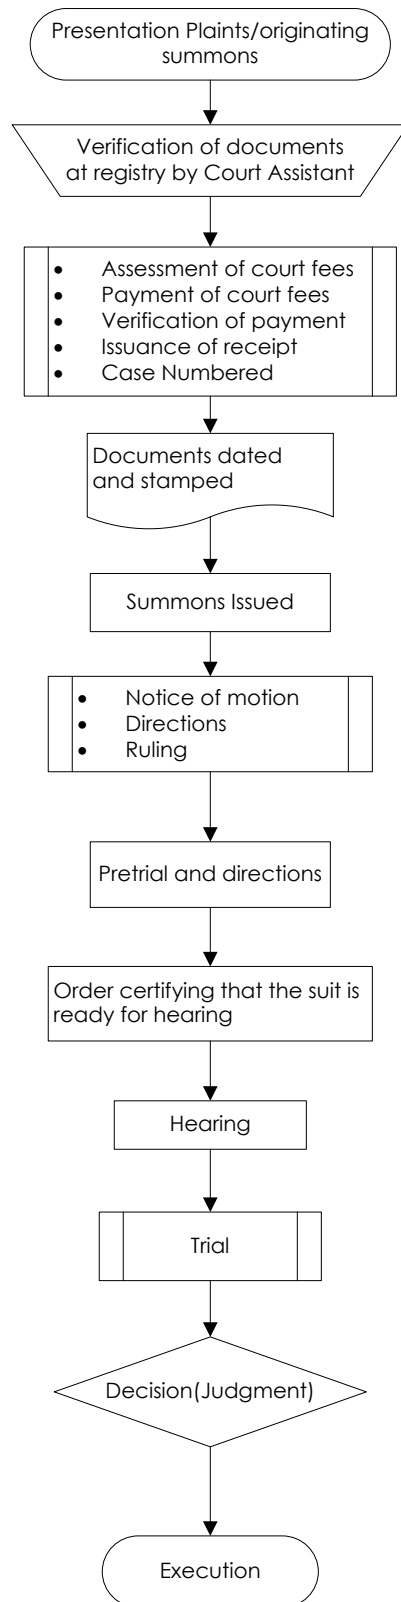 Presentation Plaints/originating
summons
Verification of documents
at registry by Court Assistant
• Assessment of court fees
• Payment of court fees
• Verification of payment
• Issuance of receipt
• Case Numbered
Documents dated
and stamped
Summons Issued
• Notice of motion
• Directions
• Ruling
Pretrial and directions
Order certifying that the suit is
ready for hearing
Hearing
Trial
Decision(Judgment)
Execution